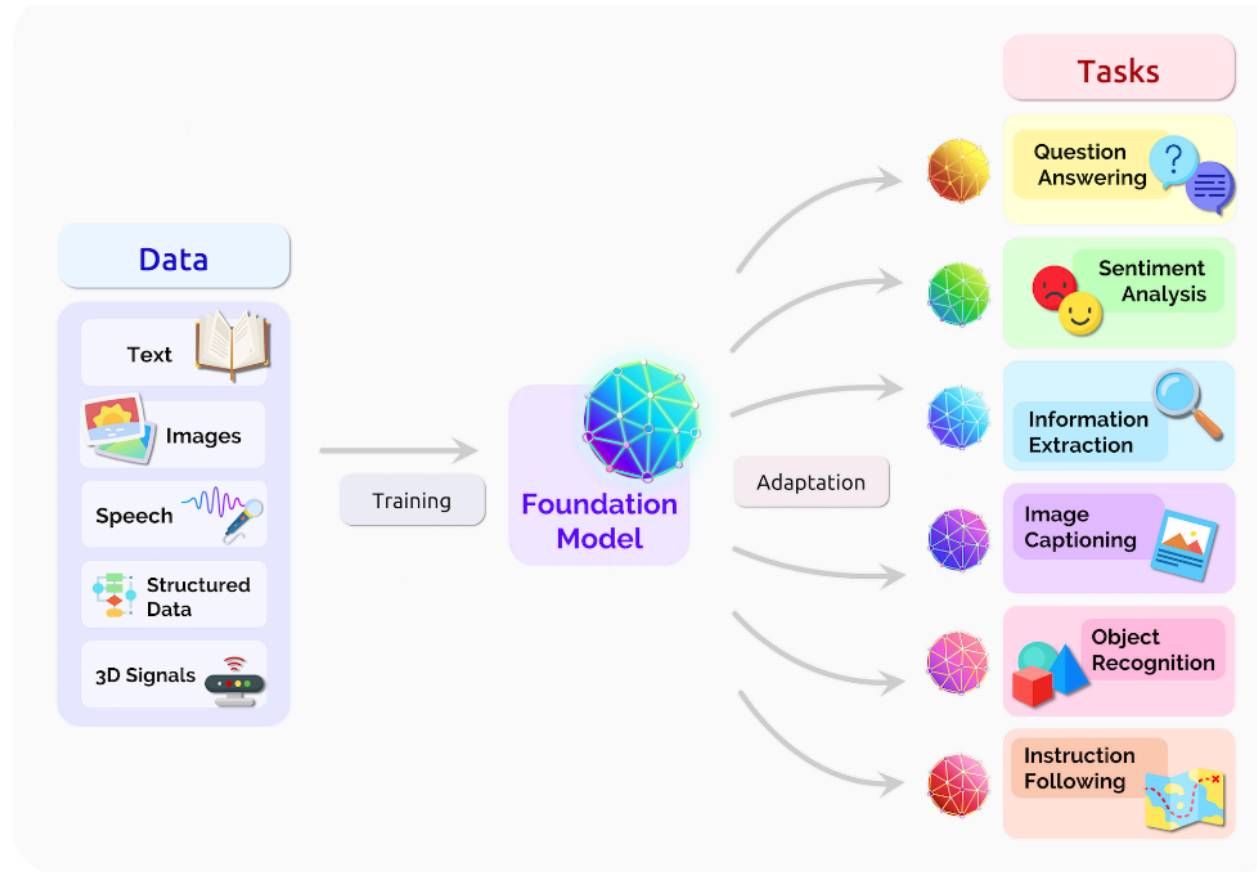 Data
Text
Images
Speech
Structured
Data
3D Signals
Training
Foundation
Model
Adaptation
Tasks
Question
Answering
Sentiment
Analysis
Information
Extraction
Image
Captioning
Object
Recognition
Instruction
Following